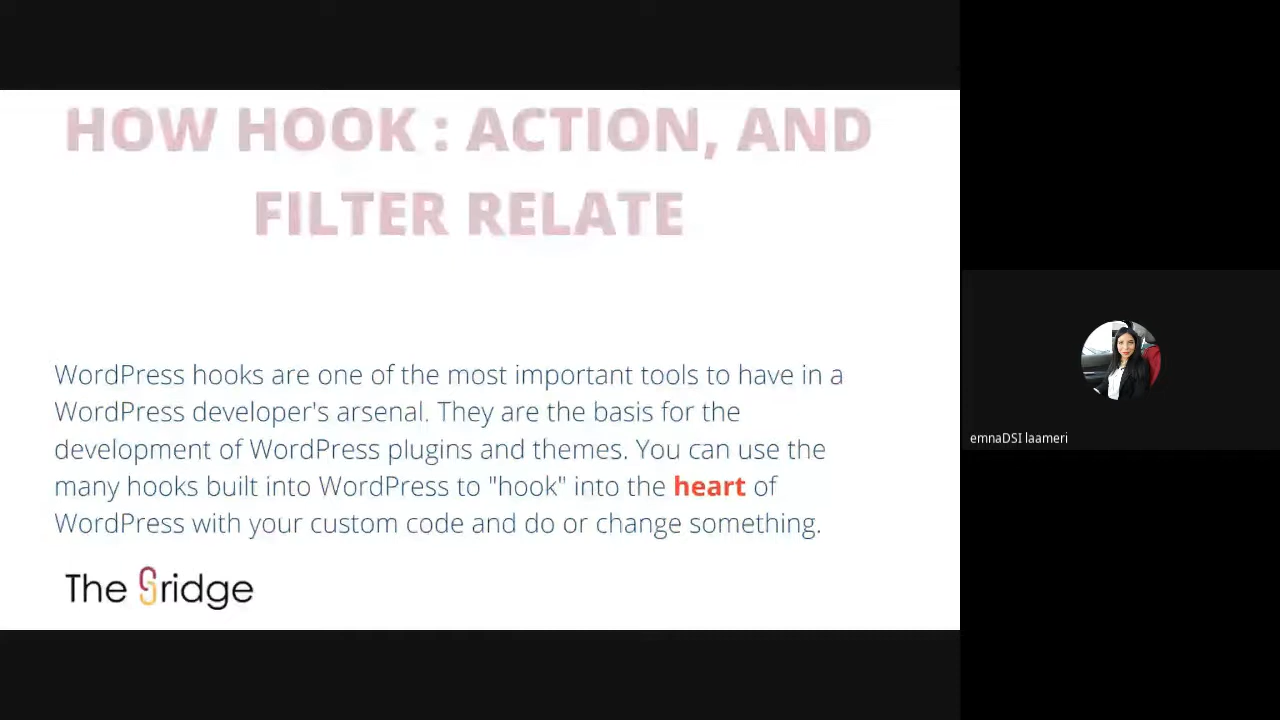 HOW HOOK : ACTION, AND
FILTER RELATE
WordPress hooks are one of the most important tools to have in a
WordPress developer's arsenal. They are the basis for the
development of WordPress plugins and themes. You can use the
many hooks built into WordPress to "hook" into the heart of
WordPress with your custom code and do or change something.
The Bridge
emnaDSI laameri